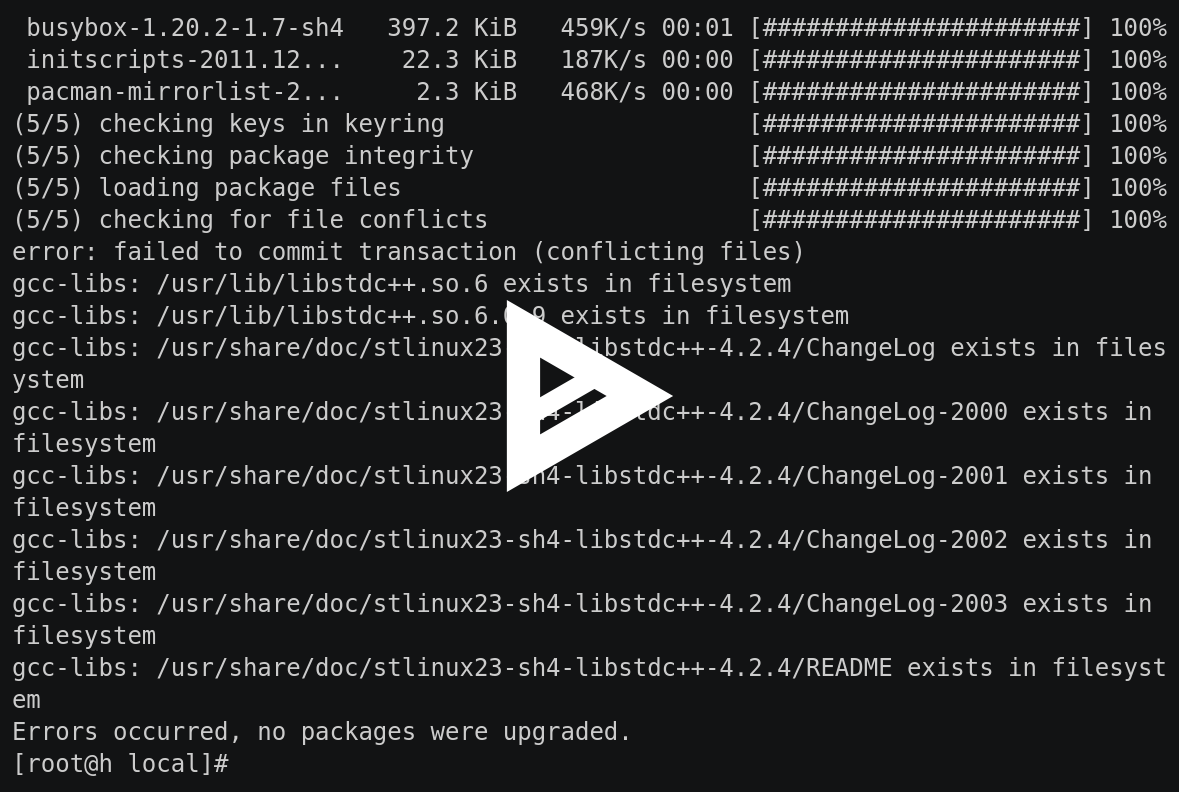 busybox-1.20.2-1.7-sh4   397.2 KiB   459K/s 00:01 [######################] 100%
initscripts-2011.12...    22.3 KiB   187K/s 00:00 [######################] 100%
pacman-mirrorlist-2...     2.3 KiB   468K/s 00:00 [######################] 100%
(5/5) checking keys in keyring                     [######################] 100%
(5/5) checking package integrity                   [######################] 100%
(5/5) loading package files                        [######################] 100%
(5/5) checking for file conflicts                  [######################] 100%
error: failed to commit transaction (conflicting files)
gcc-libs: /usr/lib/libstdc++.so.6 exists in filesystem
gcc-libs: /usr/lib/libstdc++.so.6.0.9 exists in filesystem
gcc-libs: /usr/share/doc/stlinux23-sh4-libstdc++-4.2.4/ChangeLog exists in files
ystem
gcc-libs: /usr/share/doc/stlinux23-sh4-libstdc++-4.2.4/ChangeLog-2000 exists in
filesystem
gcc-libs: /usr/share/doc/stlinux23-sh4-libstdc++-4.2.4/ChangeLog-2001 exists in
filesystem
gcc-libs: /usr/share/doc/stlinux23-sh4-libstdc++-4.2.4/ChangeLog-2002 exists in
filesystem
gcc-libs: /usr/share/doc/stlinux23-sh4-libstdc++-4.2.4/ChangeLog-2003 exists in
filesystem
gcc-libs: /usr/share/doc/stlinux23-sh4-libstdc++-4.2.4/README exists in filesyst
em
Errors occurred, no packages were upgraded.
[root@h local]#